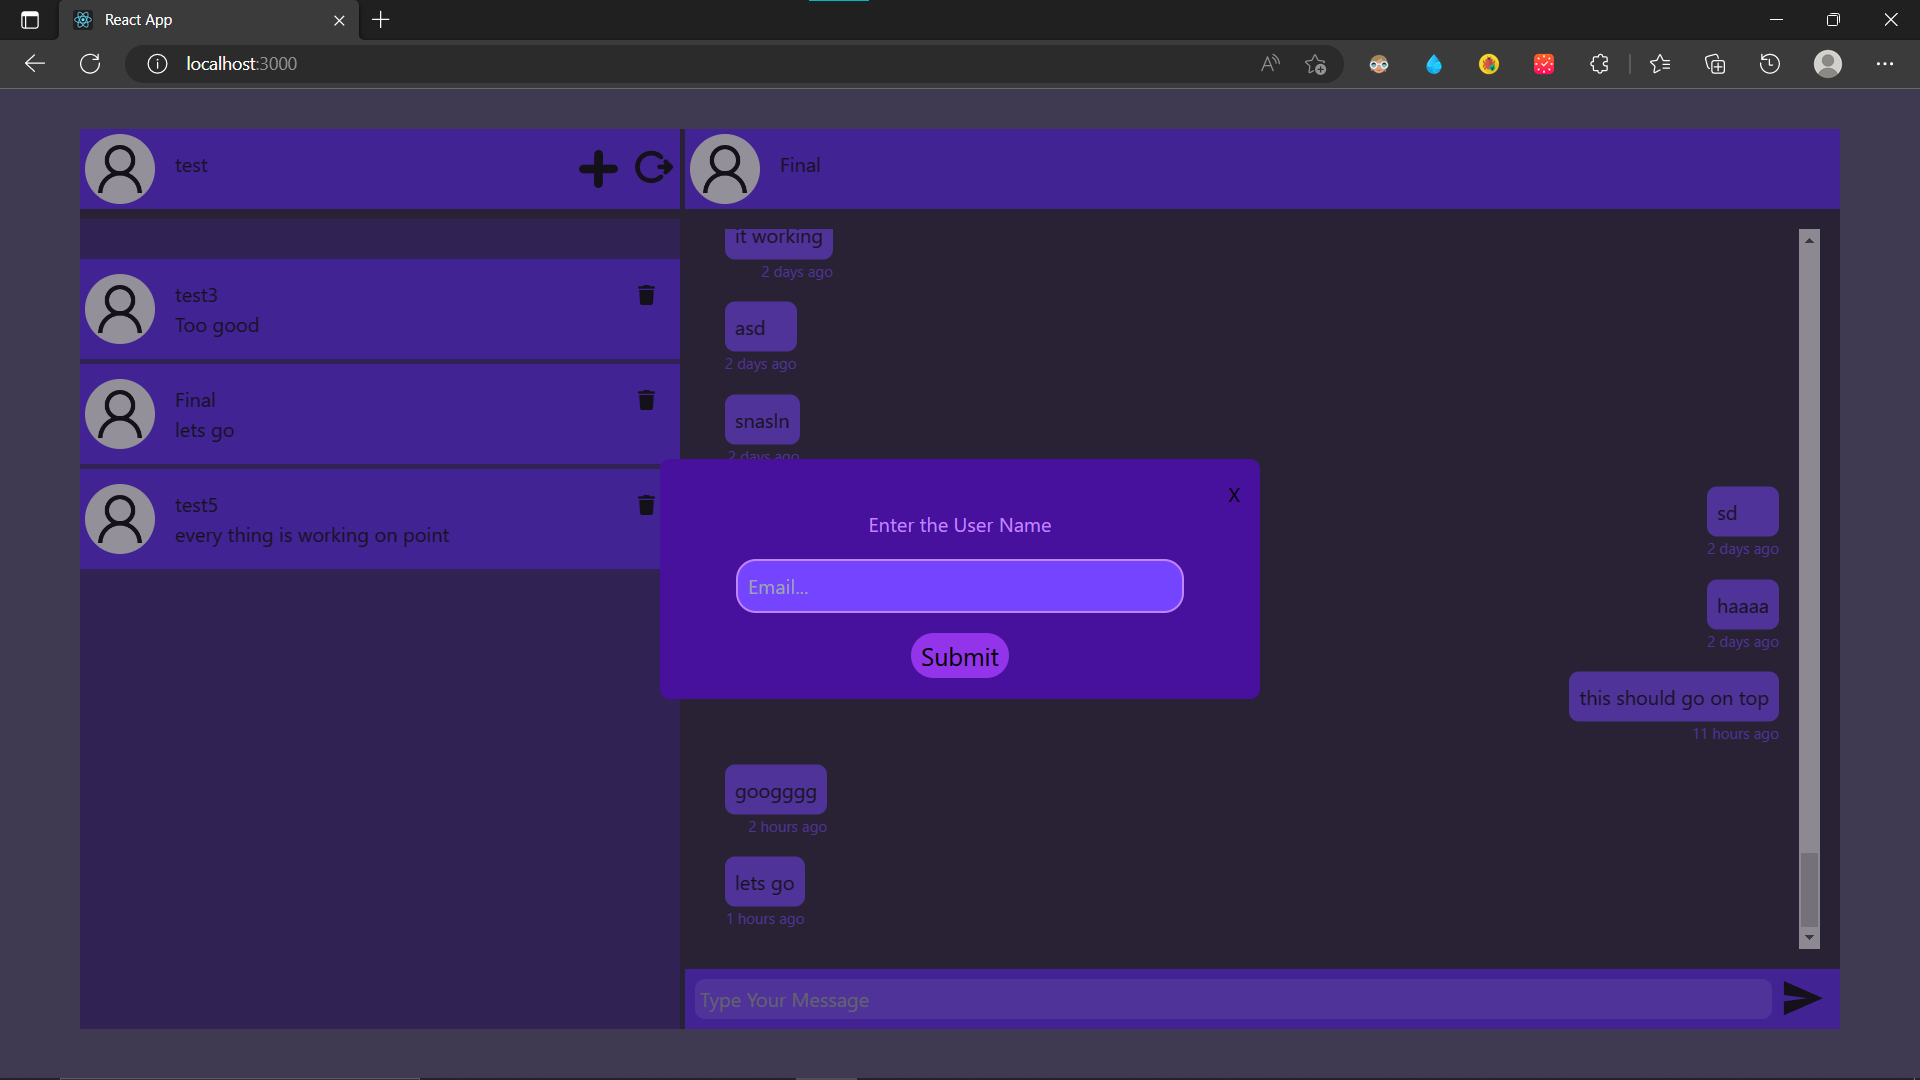 React App
localhost:3000
test
Final
test3
Too good
Final
lets go
test5
every thing is working on point
it working
2 days ago
asd
2 days ago
snasln
2 days ago
X
Enter the User Name
Email...
Submit
sd
2 days ago
haaaa
2 days ago
this should go on top
11 hours ago
googggg
2 hours ago
lets go
1 hours ago
Type Your Message